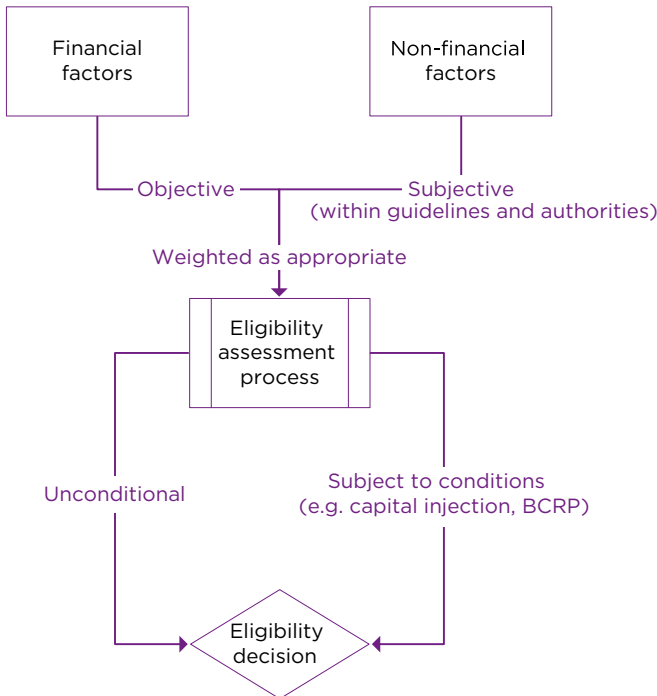 Financial
factors
Non-financial
factors
Objective
Subjective
(within guidelines and authorities)
Weighted as appropriate
Eligibility
assessment
process
Unconditional
Subject to conditions
(e.g. capital injection, BCRP)
Eligibility
decision